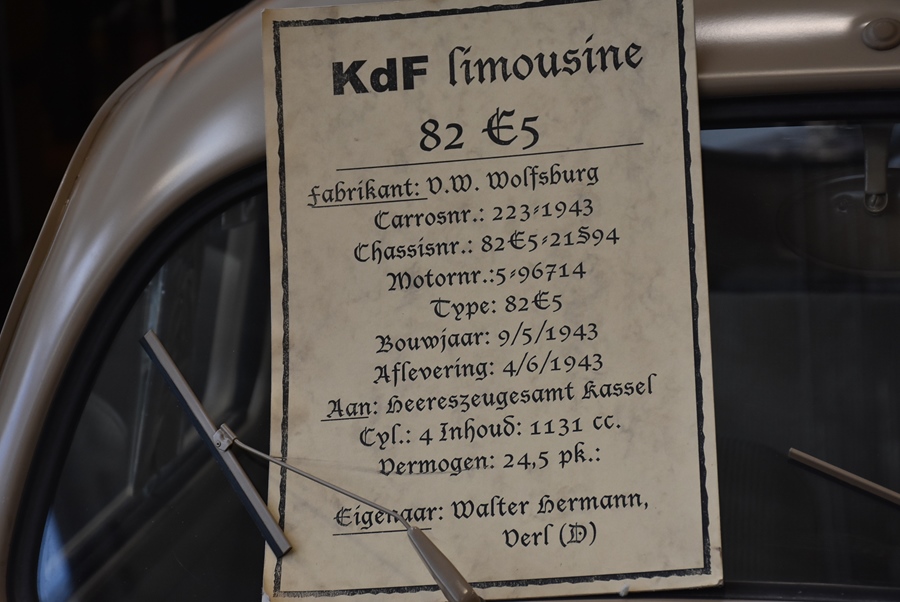 KdF limousine
82 E5
Fabrikant: V.W. Wolfsburg
Carrosnr.: 223-1943
Chassisnr.: 82E5-21S94
Motornr.:5-96714
Type: 82E5
Bouwjaar: 9/5/1943
Aflevering: 4/6/1943
Aan: Heereszeugesamt Kassel
Cyl.: 4 Inhoud: 1131 cc.
Vermogen: 24,5 pk.:
Eigenaar: Walter Hermann,
Verl (D)